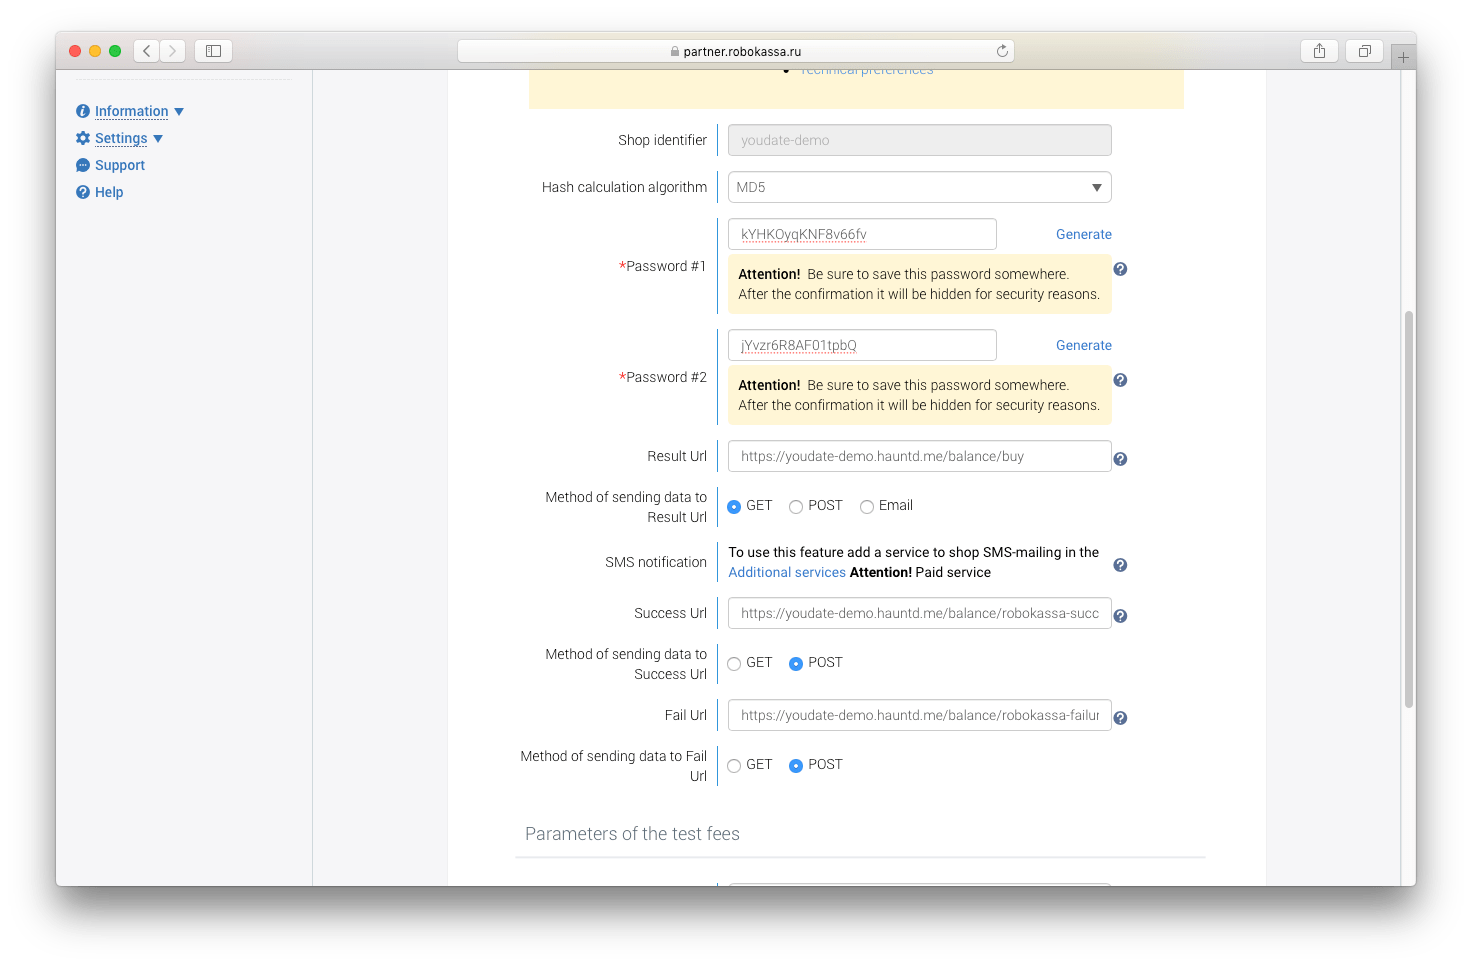 partner.robokassa.ru
Technical preferences
Information
Settings
Support
Help
Shop identifier
youdate-demo
Hash calculation algorithm
MD5
kYHKOyqKNF8v66fv
Generate
*Password #1
Attention! Be sure to save this password somewhere.
After the confirmation it will be hidden for security reasons.
jYvzr6R8AF01tpbQ
Generate
*Password #2
Attention! Be sure to save this password somewhere.
After the confirmation it will be hidden for security reasons.
Result Url
https://youdate-demo.hauntd.me/balance/buy
Method of sending data to
Result Url
GET POST Email
SMS notification
To use this feature add a service to shop SMS-mailing in the
Additional services Attention! Paid service
Success Url
https://youdate-demo.hauntd.me/balance/robokassa-succ
Method of sending data to
Success Url
GET POST
Fail Url
https://youdate-demo.hauntd.me/balance/robokassa-failur
Method of sending data to Fail
Url
GET POST
Parameters of the test fees